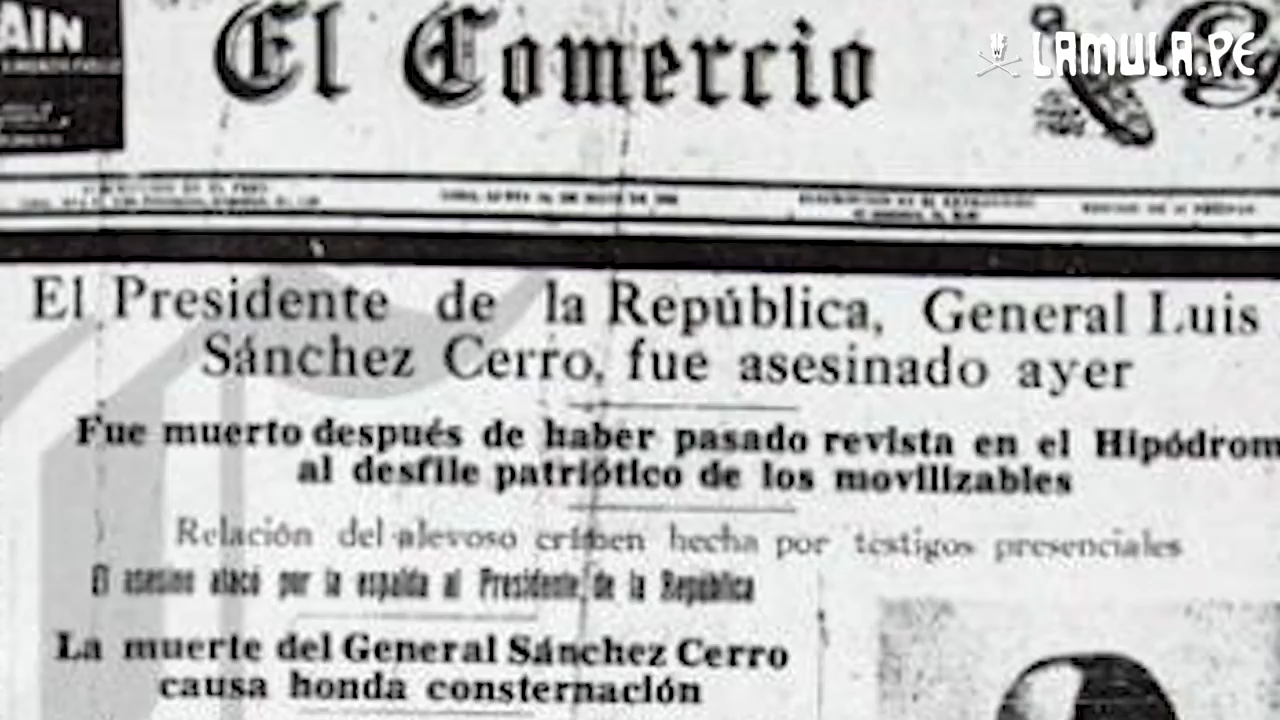 AIN
El Comercio
LAMULA.PE
El Presidente de la República, General Luis
Sánchez Cerro, fue asesinado ayer
Fue muerto después de haber pasado revista en el Hipódrom
al desfile patriótico de los movilizables
Relación del alevoso crimen hecha por testigos presenciales
El asesino atacó por la espalda al Presidente de la República
La muerte del General Sánchez Cerro
causa honda consternación